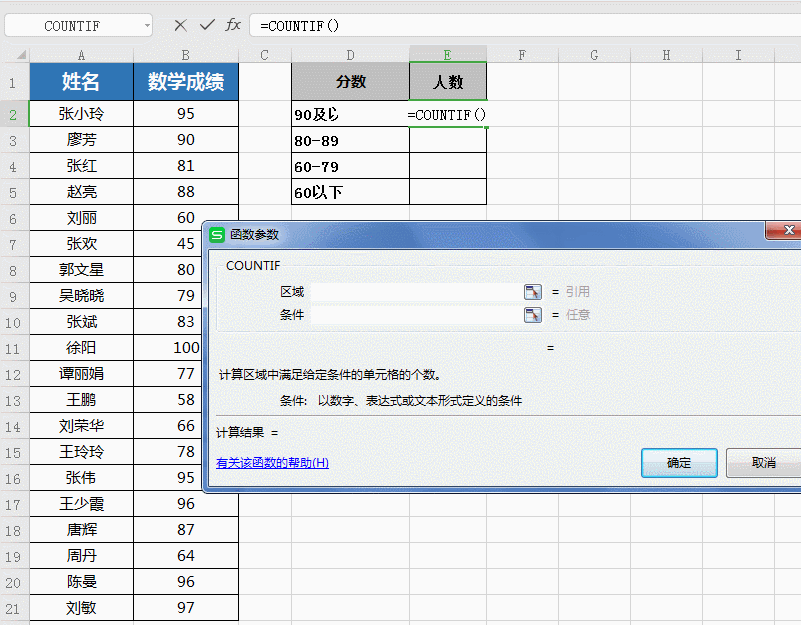 COUNTIF fx =COUNTIF()
A B C D E F G H I
1 姓名 数学成绩 分数 人数
2 张小玲 95 90及以 =COUNTIF()
3 廖芳 90 80-89
4 张红 81 60-79
5 赵亮 88 60以下
6 刘丽 60
7 张欢 45
8 郭文星 80
9 吴晓晓 79
10 张斌 83
11 徐阳 100
12 谭丽娟 77
13 王鹏 58
14 刘荣华 66
15 王玲玲 78
16 张伟 95
17 王少霞 96
18 唐辉 87
19 周丹 64
20 陈曼 96
21 刘敏 97
S 函数参数
COUNTIF
区域 = 引用
条件 = 任意
=
计算区域中满足给定条件的单元格的个数。
条件: 以数字、表达式或文本形式定义的条件
计算结果 =
有关该函数的帮助(H)
确定 取消